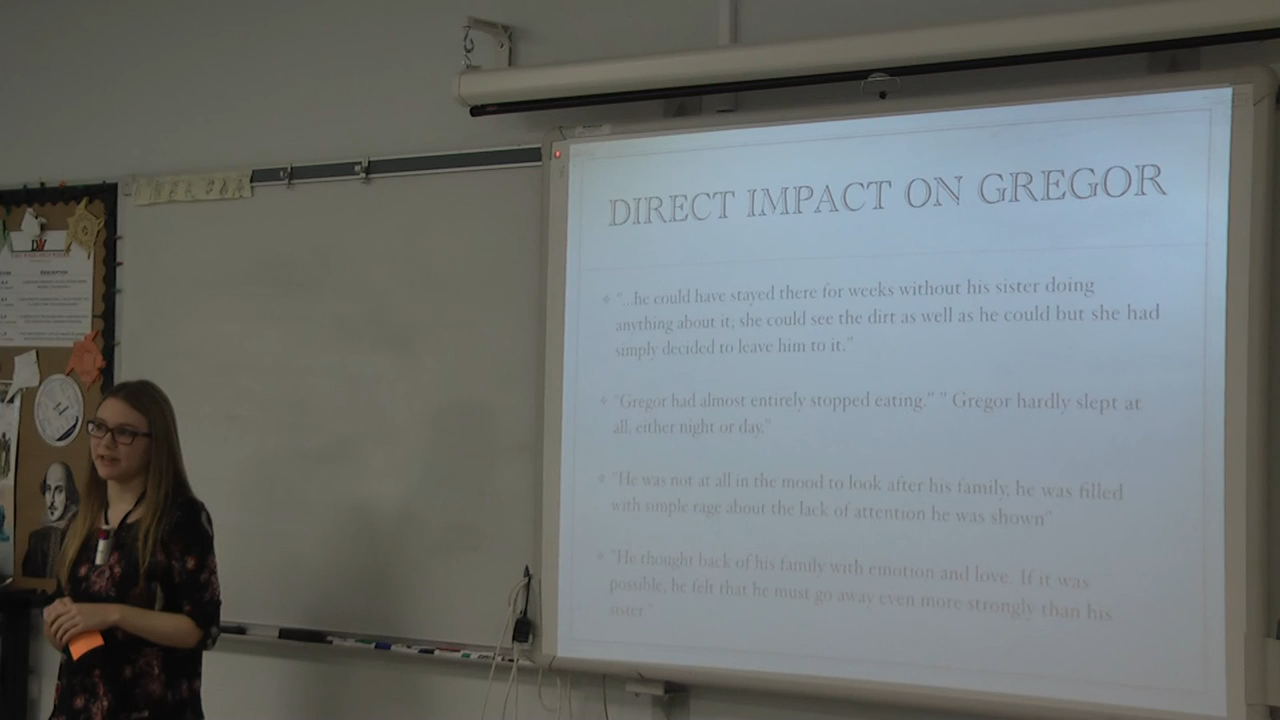 DIRECT IMPACT ON GREGOR
"...he could have stayed there for weeks without his sister doing
anything about it; she could see the dirt as well as he could but she had
simply decided to leave him to it."
"Gregor had almost entirely stopped eating." " Gregor hardly slept at
all, either night or day."
"He was not at all in the mood to look after his family, he was filled
with simple rage about the lack of attention he was shown"
"He thought back of his family with emotion and love. If it was
possible, he felt that he must go away even more strongly than his
sister."
DESCRIPTION